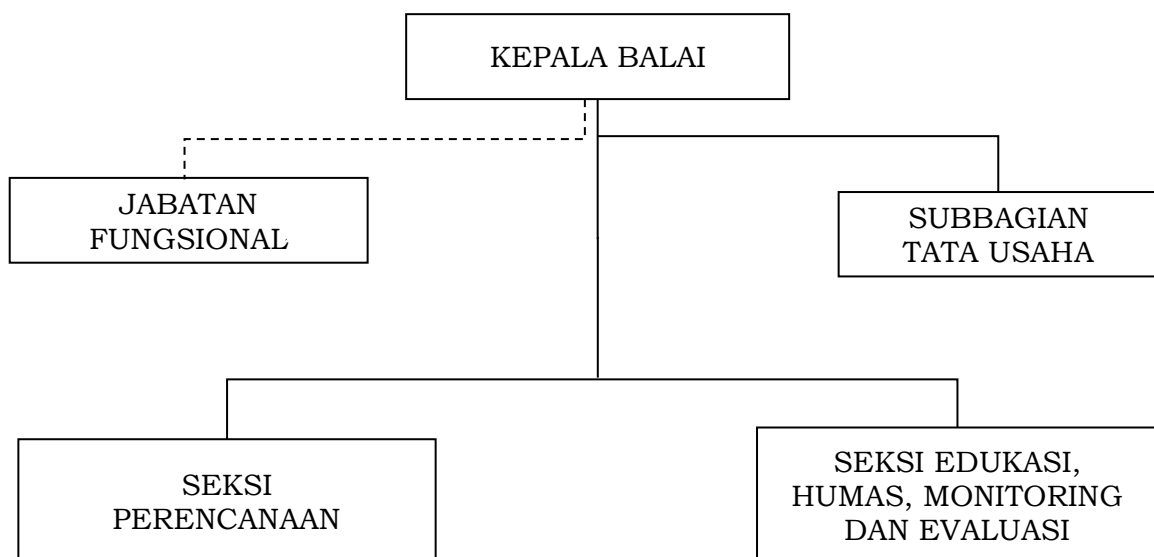 KEPALA BALAI
JABATAN
FUNGSIONAL
SUBBAGIAN
TATA USAHA
SEKSI
PERENCANAAN
SEKSI EDUKASI,
HUMAS, MONITORING
DAN EVALUASI